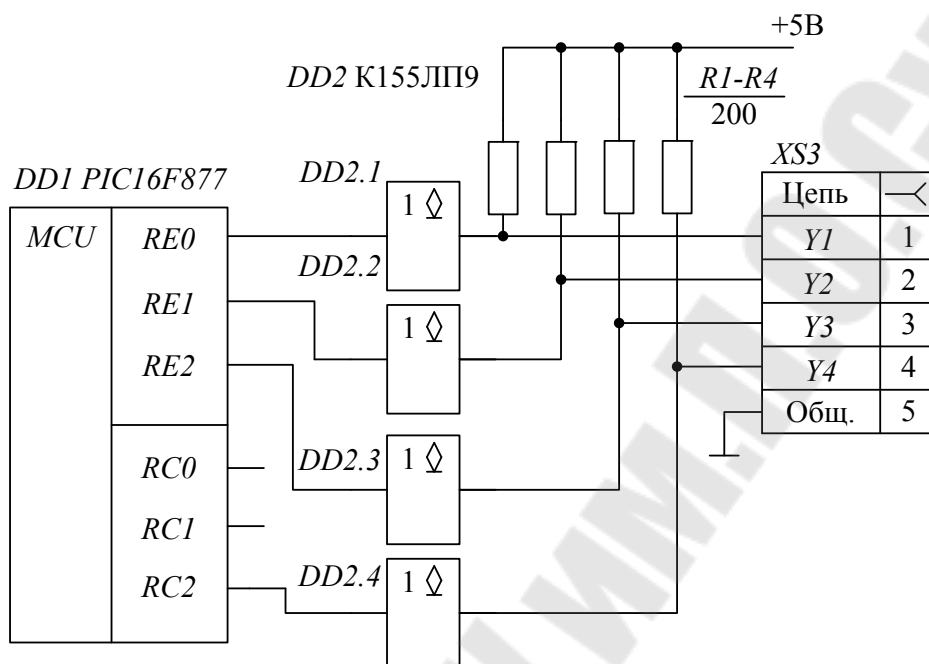 +5В
DD2 К155ЛП9
R1-R4
200
DD1 PIC16F877
DD2.1
XS3
MCU
RE0
1
Цепь
Y1 1
DD2.2
RE1
1
Y2 2
Y3 3
RE2
Y4 4
Общ. 5
DD2.3
1
RC0
RC1
DD2.4
1
RC2